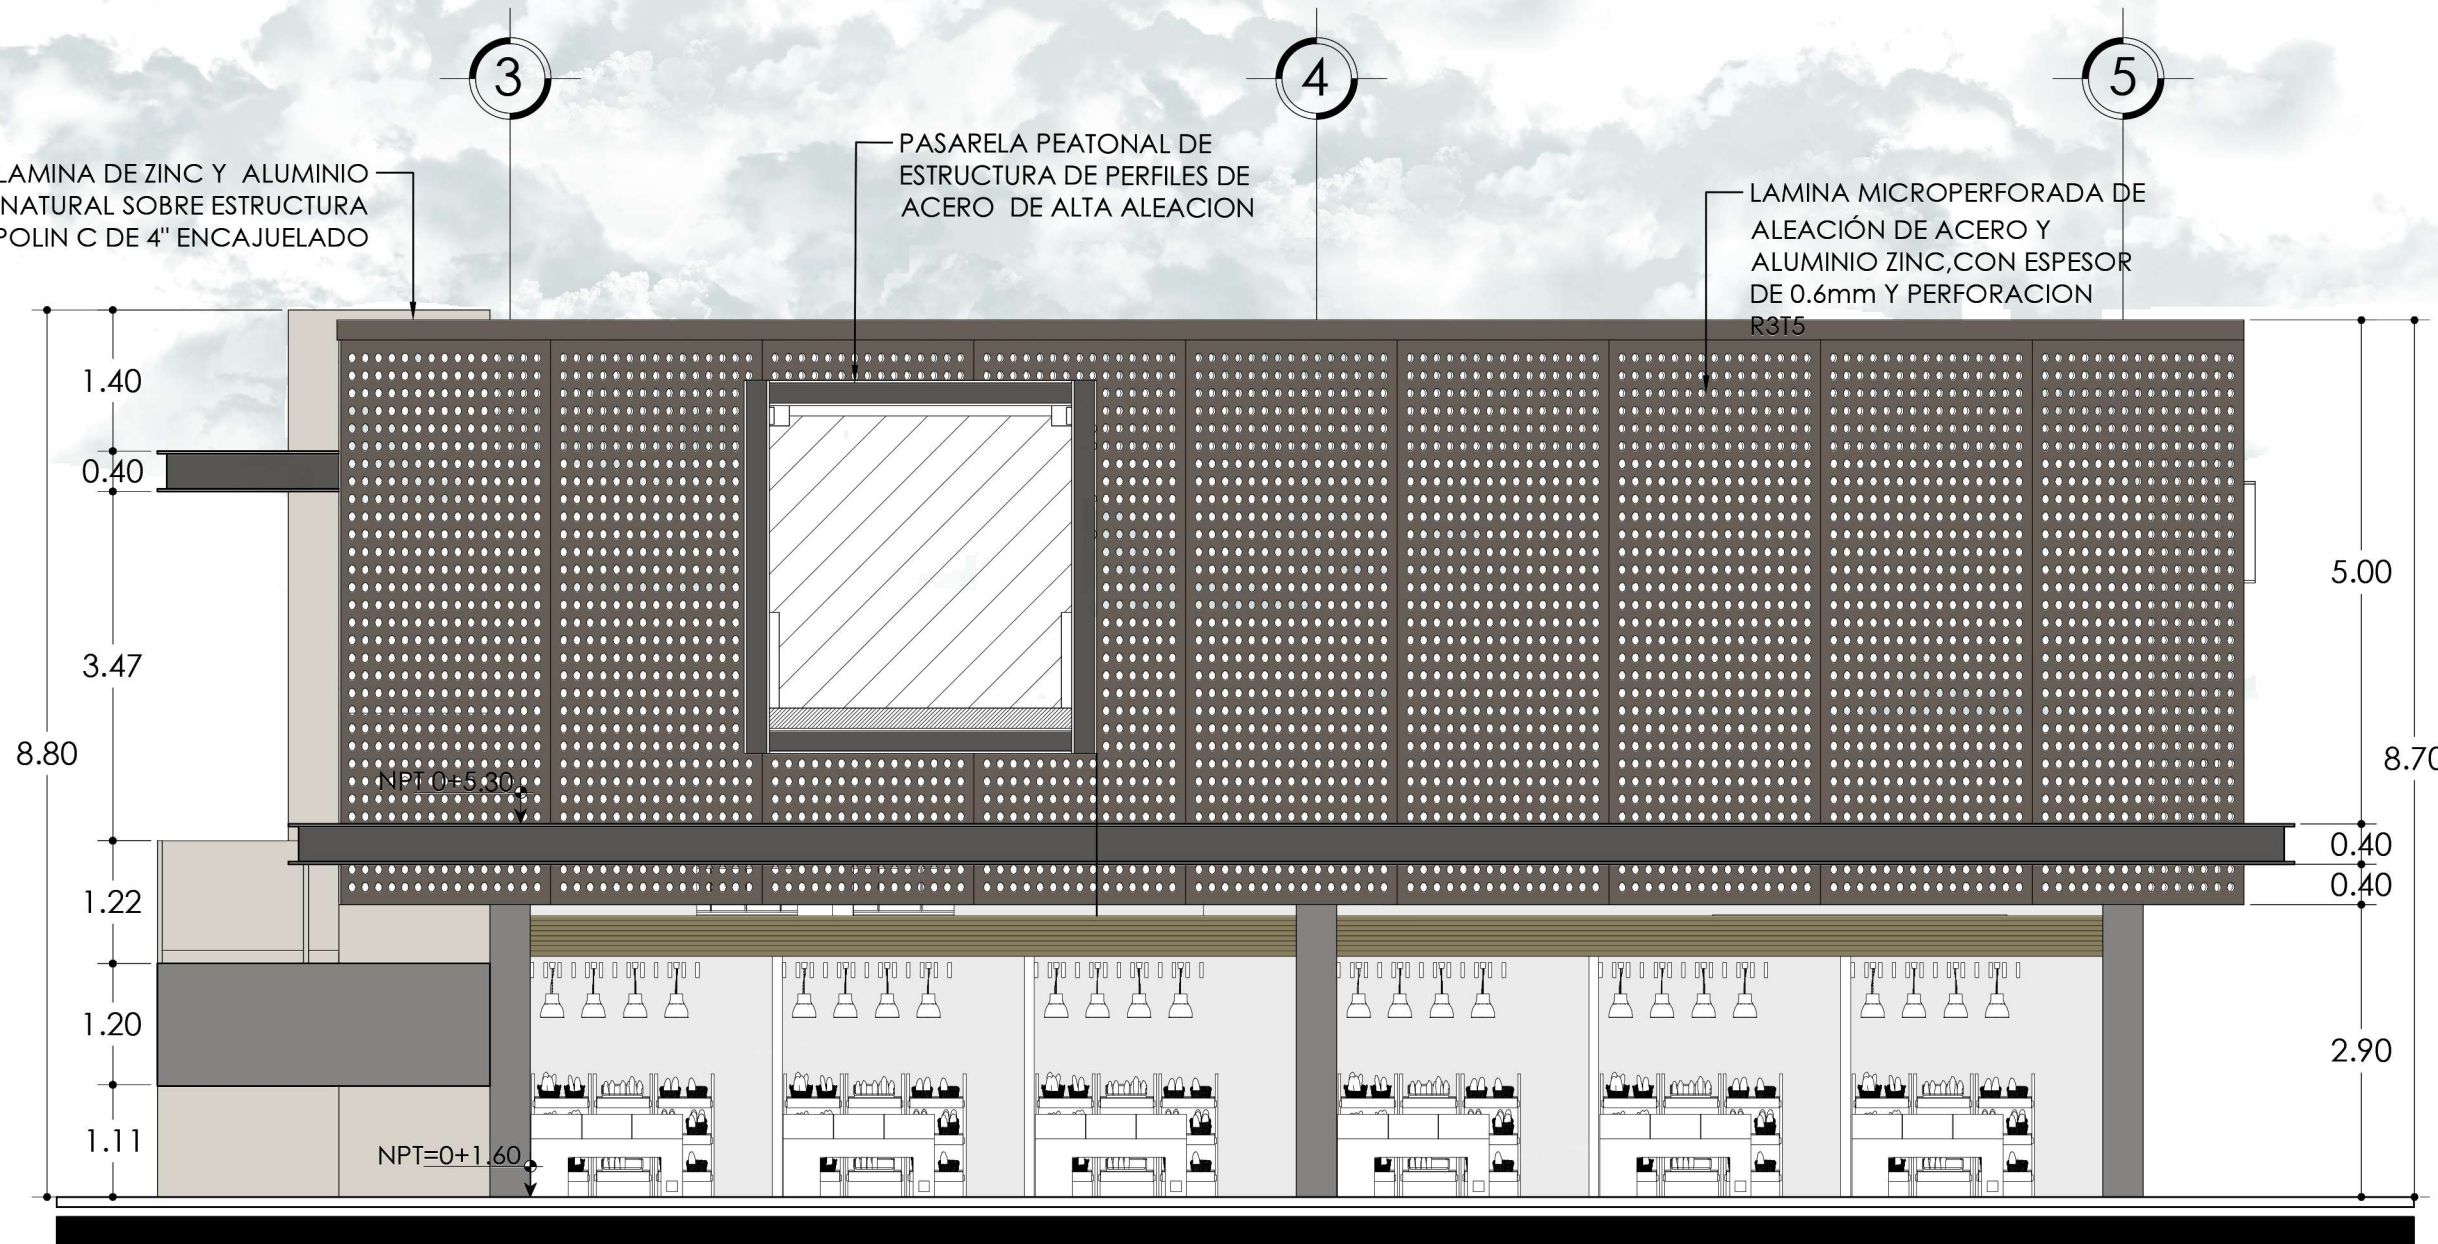 3
4
5
LAMINA DE ZINC Y ALUMINIO
NATURAL SOBRE ESTRUCTURA
POLIN C DE 4" ENCAJUELADO
PASARELA PEATONAL DE
ESTRUCTURA DE PERFILES DE
ACERO DE ALTA ALEACION
LAMINA MICROPERFORADA DE
ALEACIÓN DE ACERO Y
ALUMINIO ZINC,CON ESPESOR
DE 0.6mm Y PERFORACION
R3T5
1.40
0.40
3.47
8.80
1.22
1.20
1.11
NPT 0+5.30
NPT=0+1.60
5.00
8.70
0.40
0.40
2.90